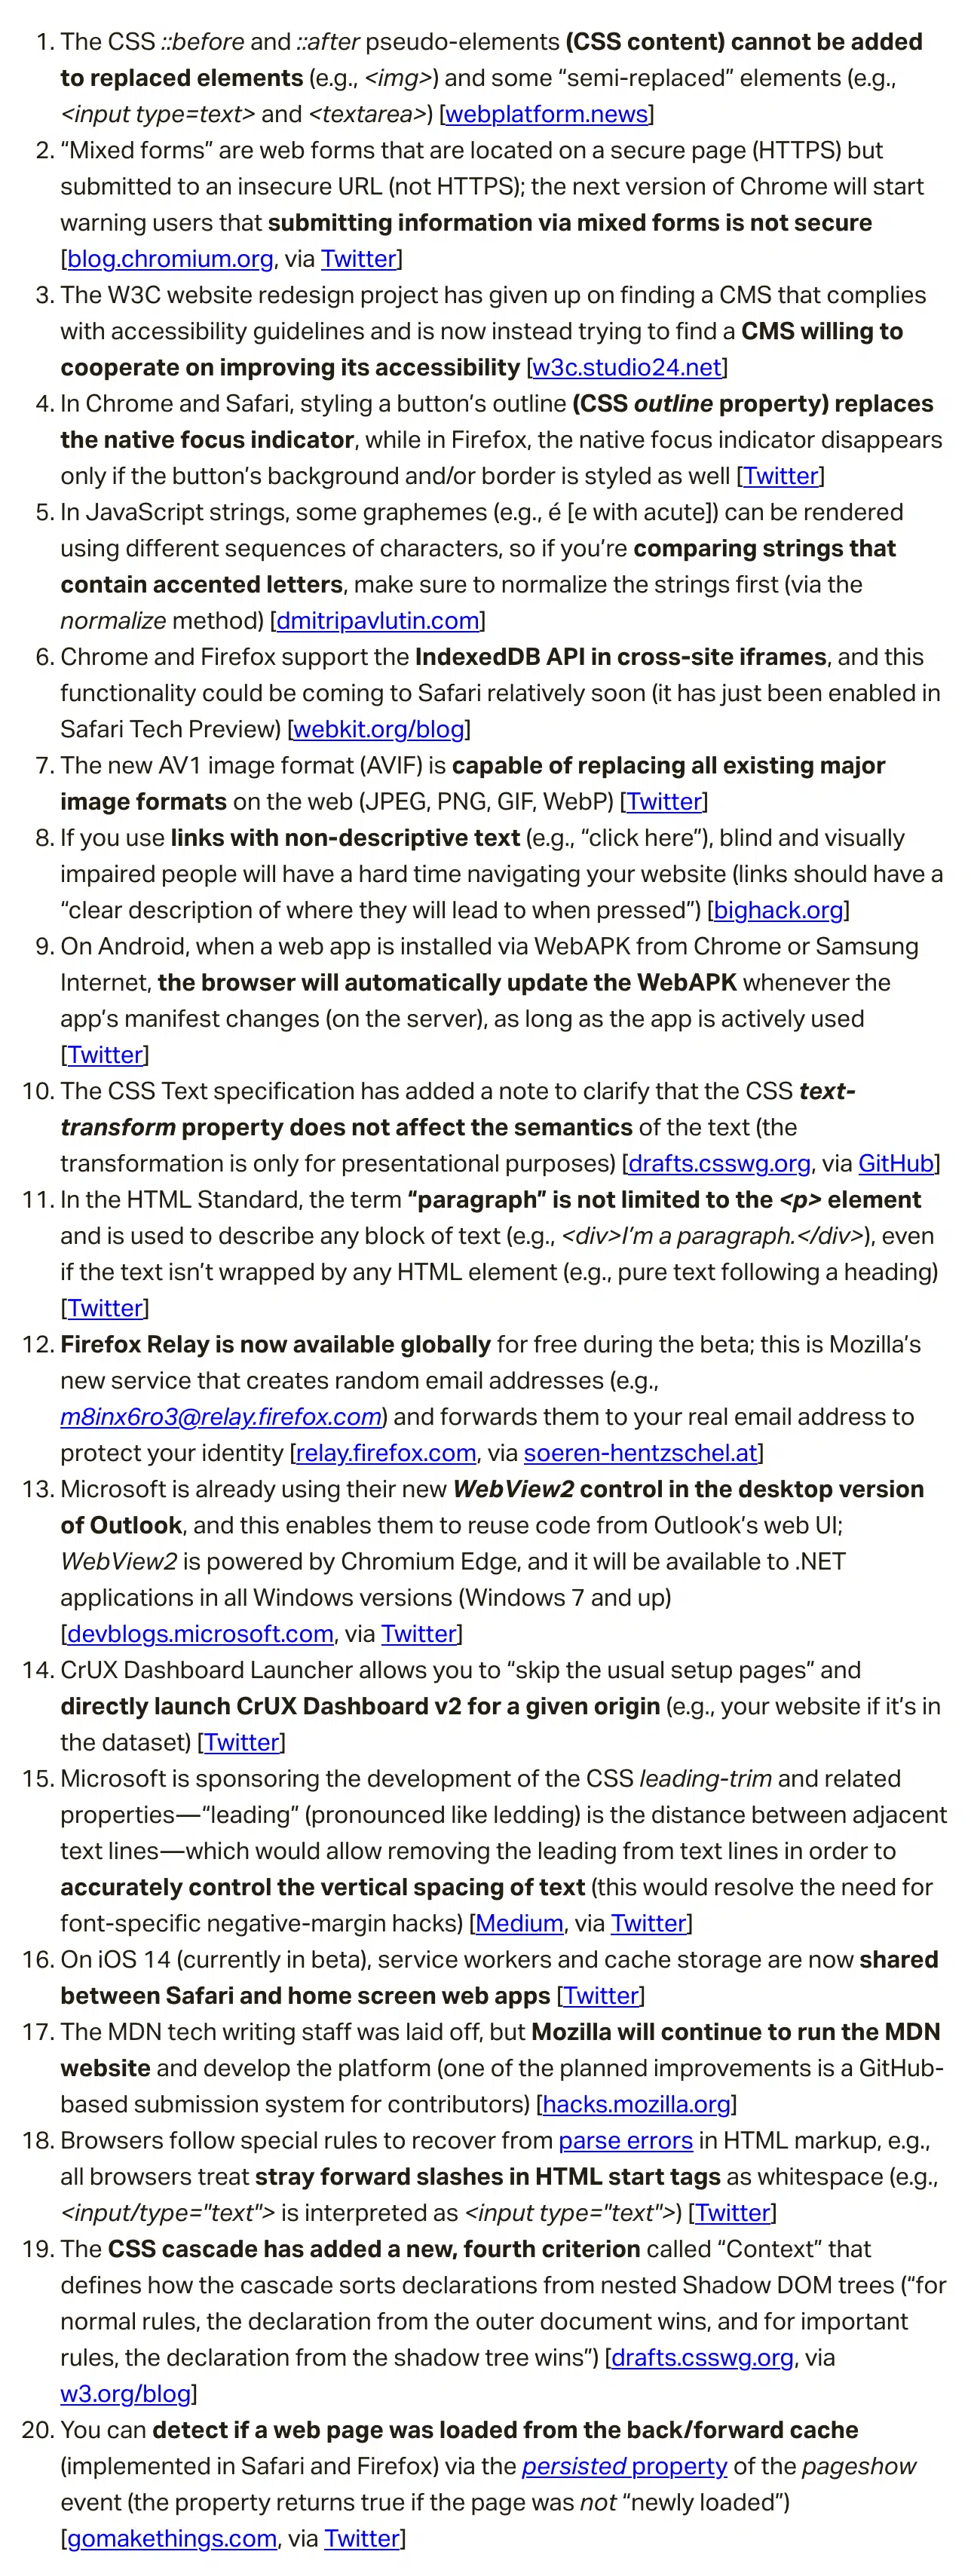 1. The CSS ::before and ::after pseudo-elements (CSS content) cannot be added
to replaced elements (e.g., <img>) and some “semi-replaced” elements (e.g.,
<input type=text> and <textarea>) [webplatform.news]
2. “Mixed forms” are web forms that are located on a secure page (HTTPS) but
submitted to an insecure URL (not HTTPS); the next version of Chrome will start
warning users that submitting information via mixed forms is not secure
[blog.chromium.org, via Twitter]
3. The W3C website redesign project has given up on finding a CMS that complies
with accessibility guidelines and is now instead trying to find a CMS willing to
cooperate on improving its accessibility [w3c.studio24.net]
4. In Chrome and Safari, styling a button’s outline (CSS outline property) replaces
the native focus indicator, while in Firefox, the native focus indicator disappears
only if the button’s background and/or border is styled as well [Twitter]
5. In JavaScript strings, some graphemes (e.g., é [e with acute]) can be rendered
using different sequences of characters, so if you’re comparing strings that
contain accented letters, make sure to normalize the strings first (via the
normalize method) [dmitripavlutin.com]
6. Chrome and Firefox support the IndexedDB API in cross-site iframes, and this
functionality could be coming to Safari relatively soon (it has just been enabled in
Safari Tech Preview) [webkit.org/blog]
7. The new AV1 image format (AVIF) is capable of replacing all existing major
image formats on the web (JPEG, PNG, GIF, WebP) [Twitter]
8. If you use links with non-descriptive text (e.g., “click here”), blind and visually
impaired people will have a hard time navigating your website (links should have a
“clear description of where they will lead to when pressed”) [bighack.org]
9. On Android, when a web app is installed via WebAPK from Chrome or Samsung
Internet, the browser will automatically update the WebAPK whenever the
app’s manifest changes (on the server), as long as the app is actively used
[Twitter]
10. The CSS Text specification has added a note to clarify that the CSS text-
transform property does not affect the semantics of the text (the
transformation is only for presentational purposes) [drafts.csswg.org, via GitHub]
11. In the HTML Standard, the term “paragraph” is not limited to the <p> element
and is used to describe any block of text (e.g., <div>I’m a paragraph.</div>), even
if the text isn’t wrapped by any HTML element (e.g., pure text following a heading)
[Twitter]
12. Firefox Relay is now available globally for free during the beta; this is Mozilla’s
new service that creates random email addresses (e.g.,
m8inx6ro3@relay.firefox.com) and forwards them to your real email address to
protect your identity [relay.firefox.com, via soeren-hentzschel.at]
13. Microsoft is already using their new WebView2 control in the desktop version
of Outlook, and this enables them to reuse code from Outlook’s web UI;
WebView2 is powered by Chromium Edge, and it will be available to .NET
applications in all Windows versions (Windows 7 and up)
[devblogs.microsoft.com, via Twitter]
14. CrUX Dashboard Launcher allows you to “skip the usual setup pages” and
directly launch CrUX Dashboard v2 for a given origin (e.g., your website if it’s in
the dataset) [Twitter]
15. Microsoft is sponsoring the development of the CSS leading-trim and related
properties—“leading” (pronounced like ledding) is the distance between adjacent
text lines—which would allow removing the leading from text lines in order to
accurately control the vertical spacing of text (this would resolve the need for
font-specific negative-margin hacks) [Medium, via Twitter]
16. On iOS 14 (currently in beta), service workers and cache storage are now shared
between Safari and home screen web apps [Twitter]
17. The MDN tech writing staff was laid off, but Mozilla will continue to run the MDN
website and develop the platform (one of the planned improvements is a GitHub-
based submission system for contributors) [hacks.mozilla.org]
18. Browsers follow special rules to recover from parse errors in HTML markup, e.g.,
all browsers treat stray forward slashes in HTML start tags as whitespace (e.g.,
<input/type="text"> is interpreted as <input type="text">) [Twitter]
19. The CSS cascade has added a new, fourth criterion called “Context” that
defines how the cascade sorts declarations from nested Shadow DOM trees (“for
normal rules, the declaration from the outer document wins, and for important
rules, the declaration from the shadow tree wins”) [drafts.csswg.org, via
w3.org/blog]
20. You can detect if a web page was loaded from the back/forward cache
(implemented in Safari and Firefox) via the persisted property of the pageshow
event (the property returns true if the page was not “newly loaded”)
[gomakethings.com, via Twitter]